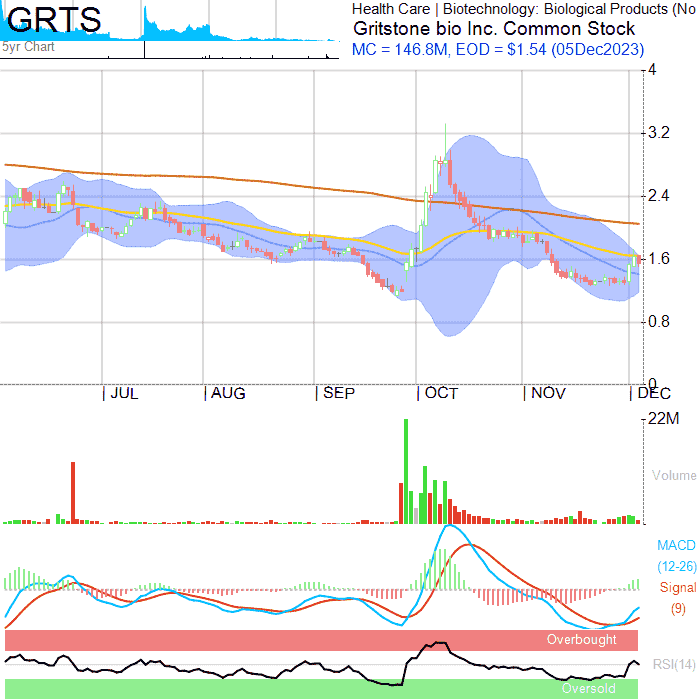 GRTS
5yr Chart
Health Care | Biotechnology: Biological Products (No
Gritstone bio Inc. Common Stock
MC = 146.8M, EOD = $1.54 (05Dec2023)
4
3.2
2.4
1.6
0.8
0
| JUL | AUG | SEP | OCT | NOV | DEC
22M
Volume
MACD
(12-26)
Signal
(9)
Overbought
RSI(14)
Oversold